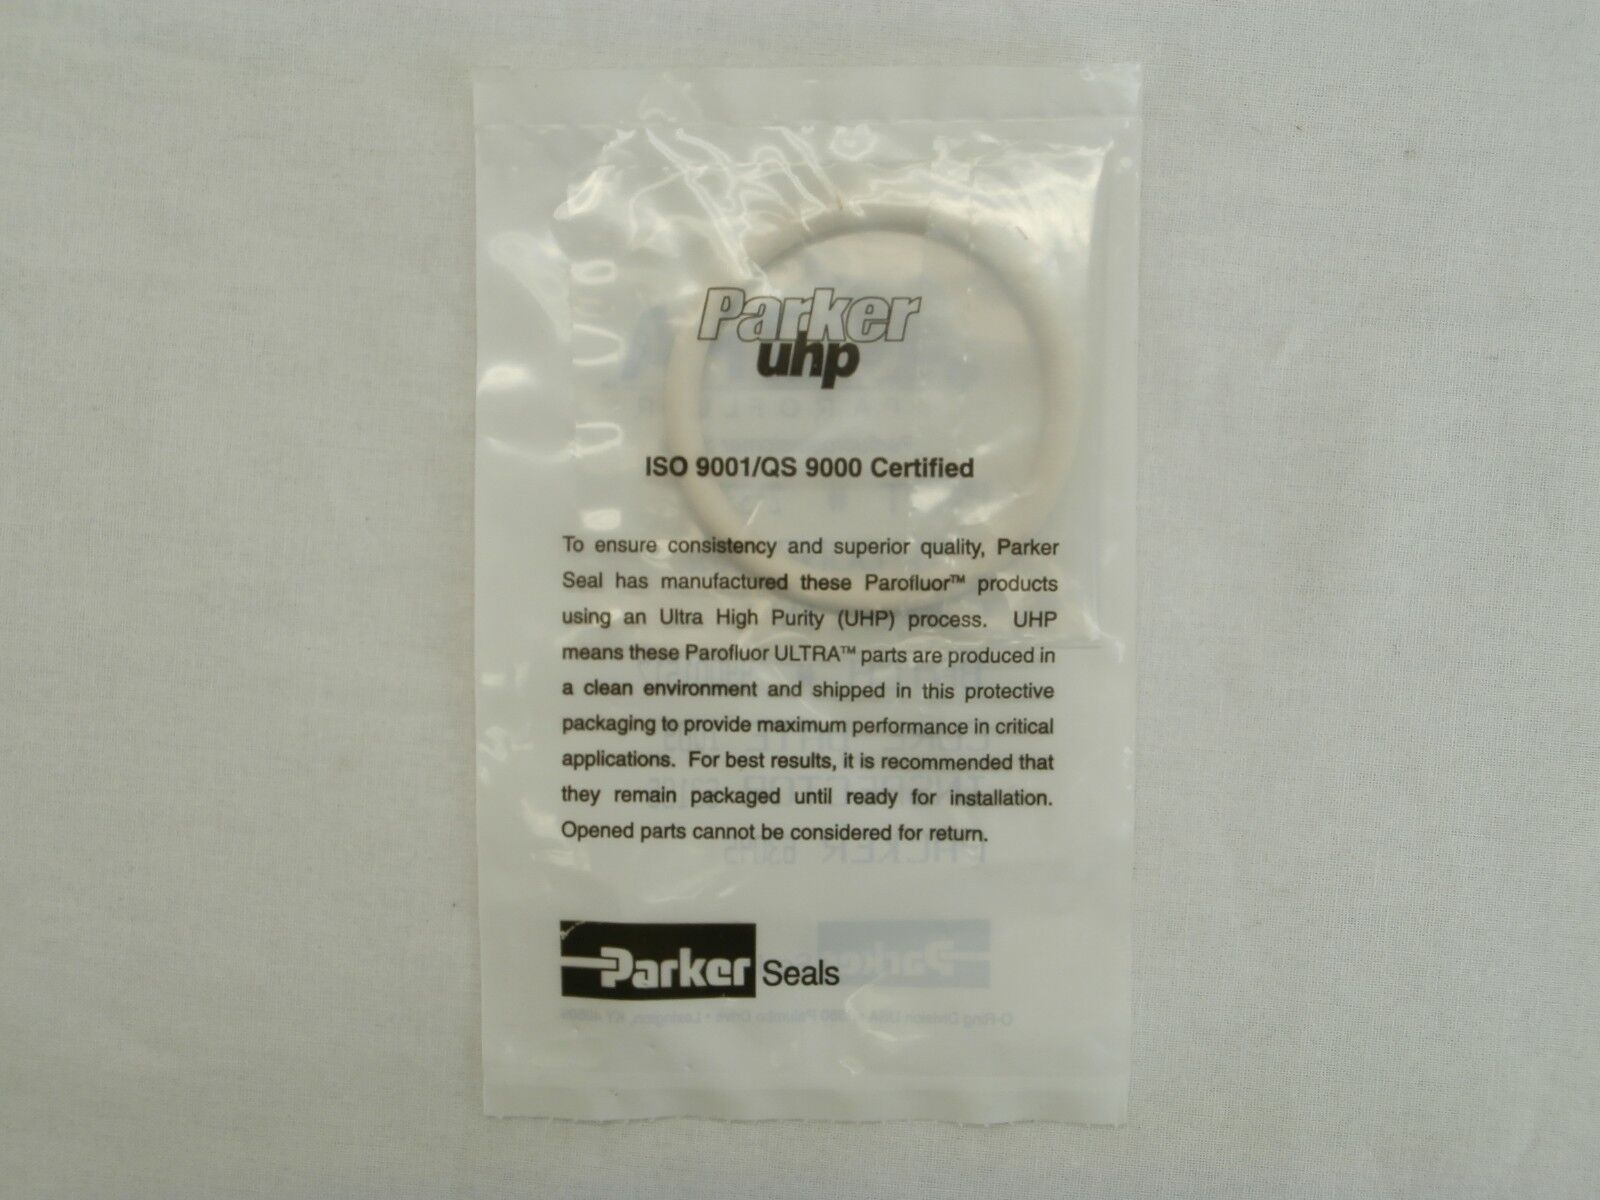 Parker
uhp
ISO 9001/QS 9000 Certified
To ensure consistency and superior quality, Parker
Seal has manufactured these Parofluor™ products
using an Ultra High Purity (UHP) process. UHP
means these Parofluor ULTRA™ parts are produced in
a clean environment and shipped in this protective
packaging to provide maximum performance in critical
applications. For best results, it is recommended that
they remain packaged until ready for installation.
Opened parts cannot be considered for return.
Parker Seals
Parker